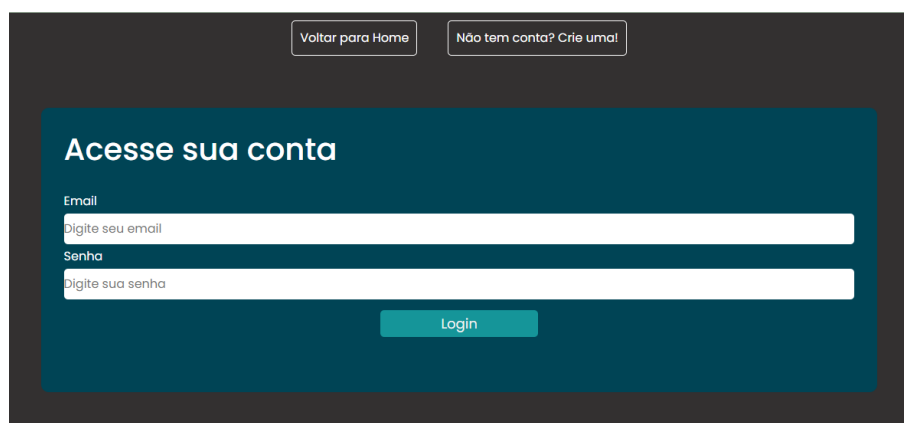 Voltar para Home
Não tem conta? Crie uma!
Acesse sua conta
Email
Digite seu email
Senha
Digite sua senha
Login